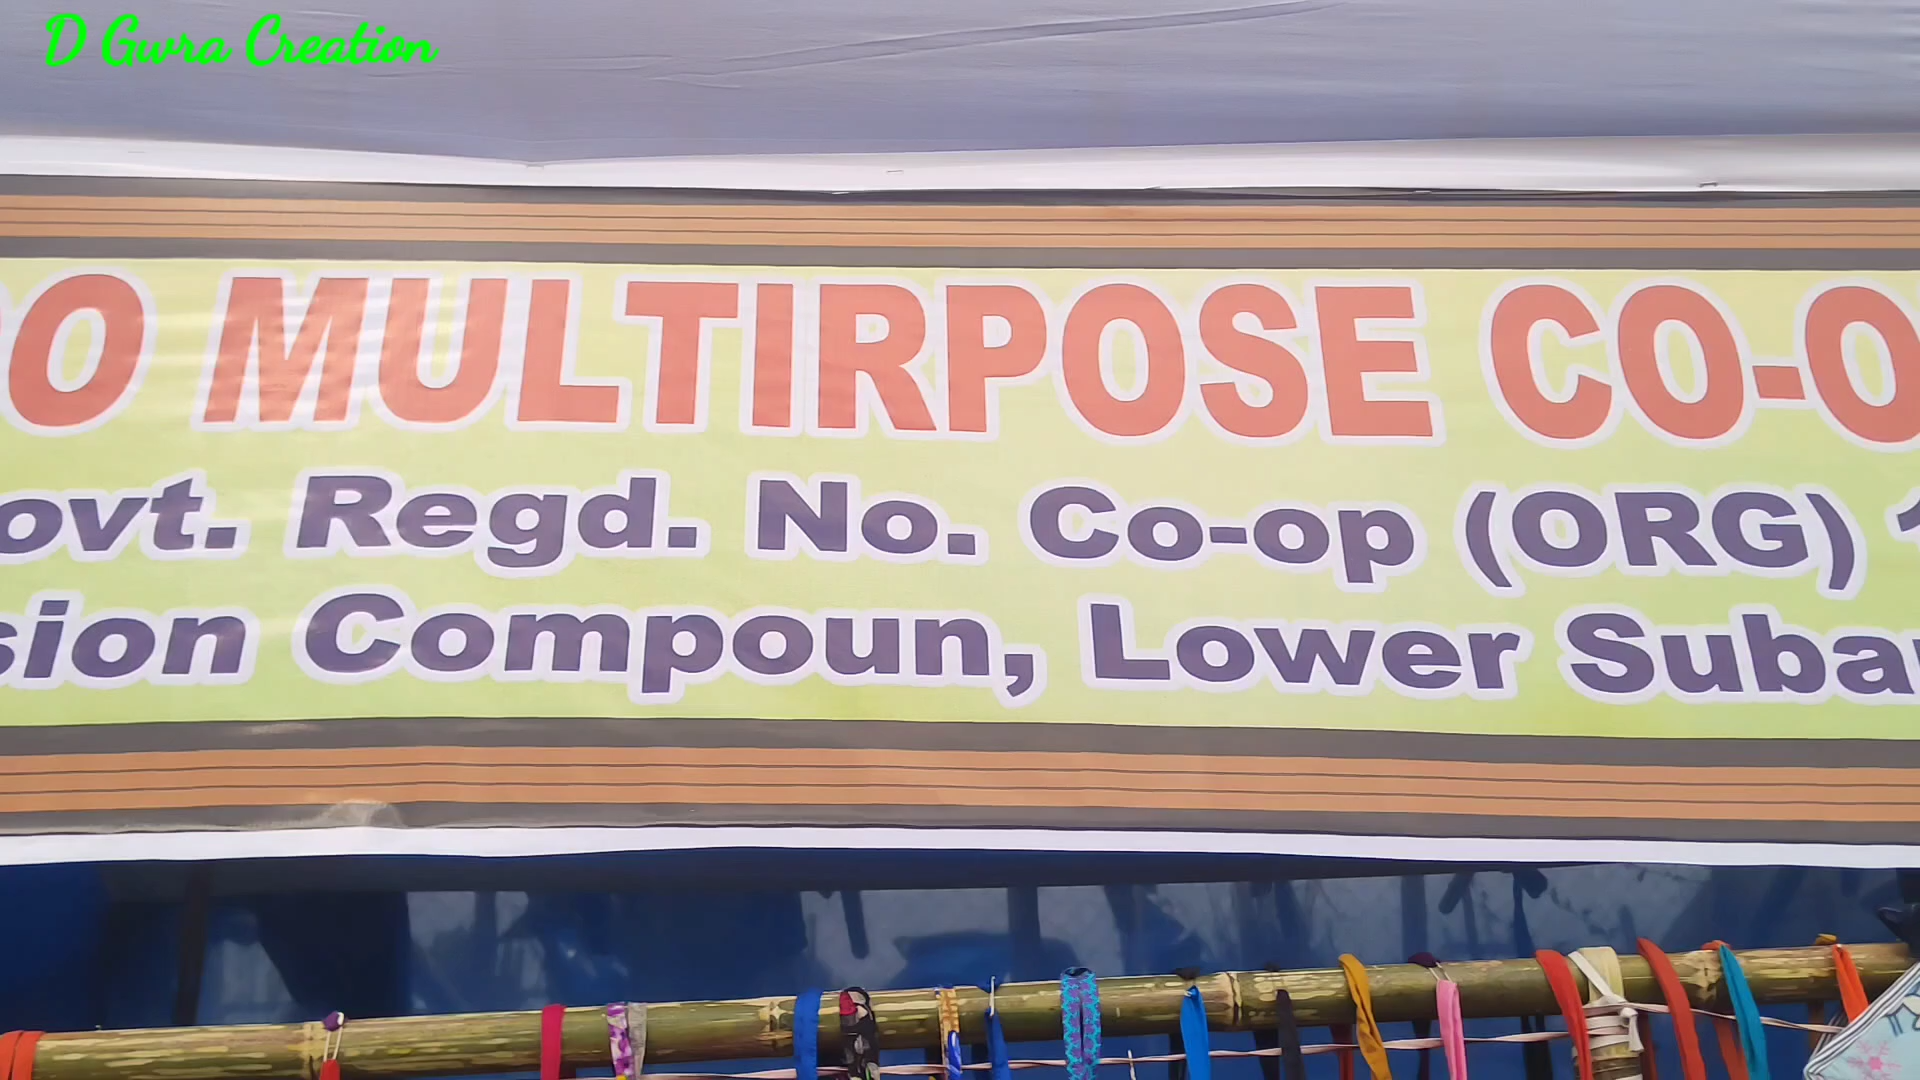 D Gwra Creation
O MULTIRPOSE CO-O
ovt. Regd. No. Co-op (ORG) 1
sion Compoun, Lower Suba